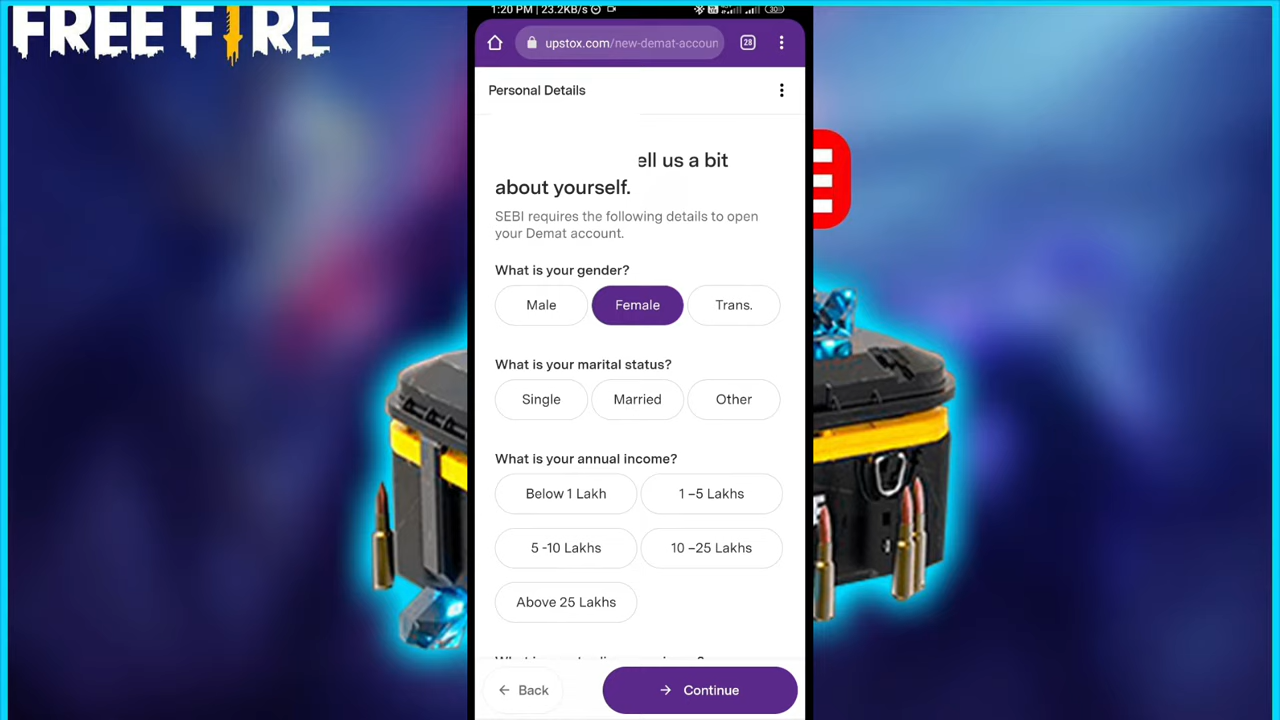 FREE FIRE
1:20 PM | 23.2KB/s
30
upstox.com/new-demat-accoun
28
Personal Details
ell us a bit
about yourself.
SEBI requires the following details to open
your Demat account.
What is your gender?
Male Female Trans.
What is your marital status?
Single Married Other
What is your annual income?
Below 1 Lakh 1 –5 Lakhs
5 -10 Lakhs 10 –25 Lakhs
Above 25 Lakhs
← Back → Continue